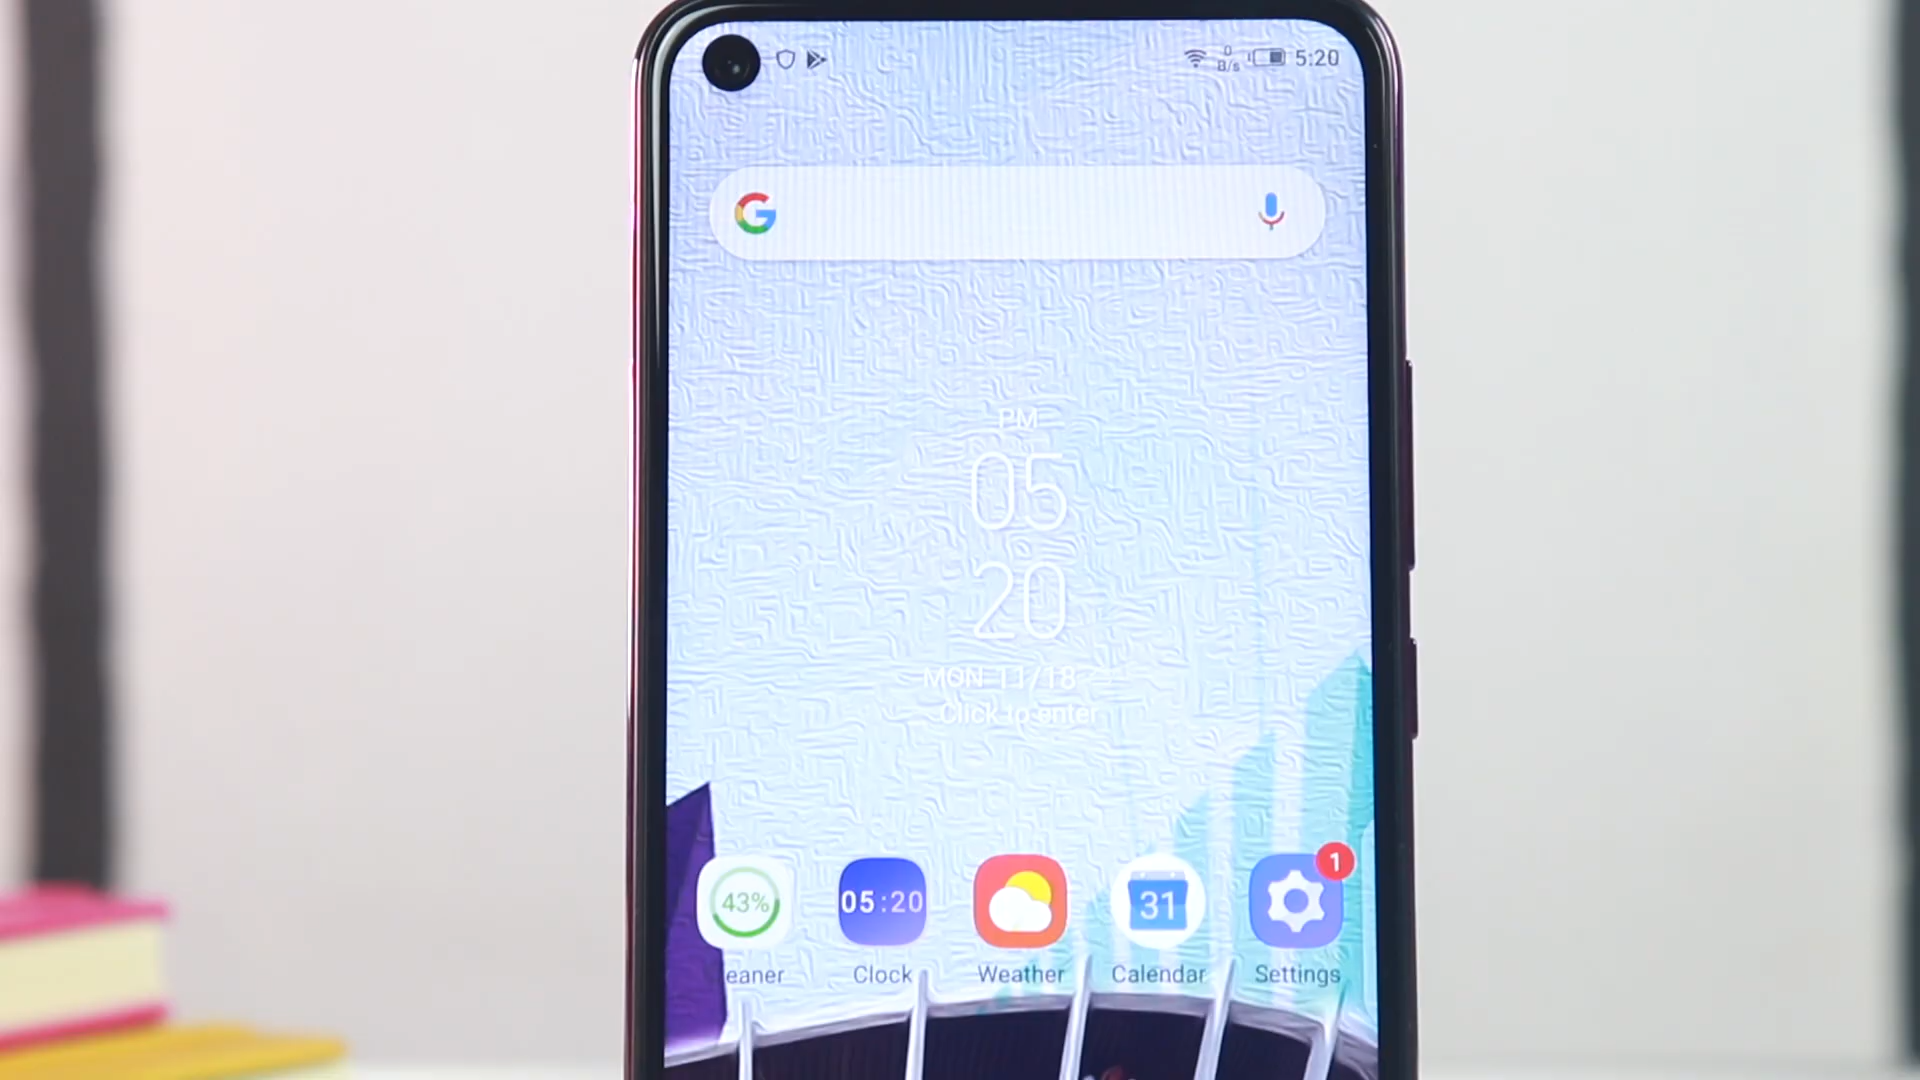 0
B/s
5:20
G
PM
05
20
MON 11/18
Click to enter
43%
05:20
31
1
eaner
Clock
Weather
Calendar
Settings